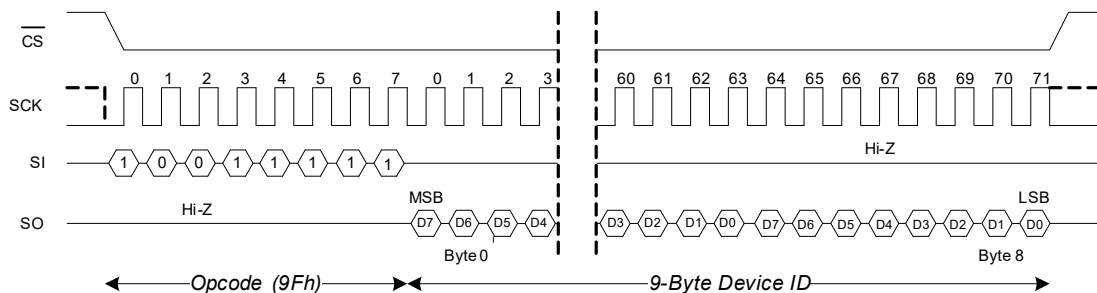 CS
0 1 2 3 4 5 6 7 0 1 2 3 60 61 62 63 64 65 66 67 68 69 70 71
SCK
Hi-Z
SI 1 0 0 1 1 1 1 1
Hi-Z MSB LSB
SO D7 D6 D5 D4 D3 D2 D1 D0 D7 D6 D5 D4 D3 D2 D1 D0
Byte 0 Byte 8
Opcode (9Fh) 9-Byte Device ID